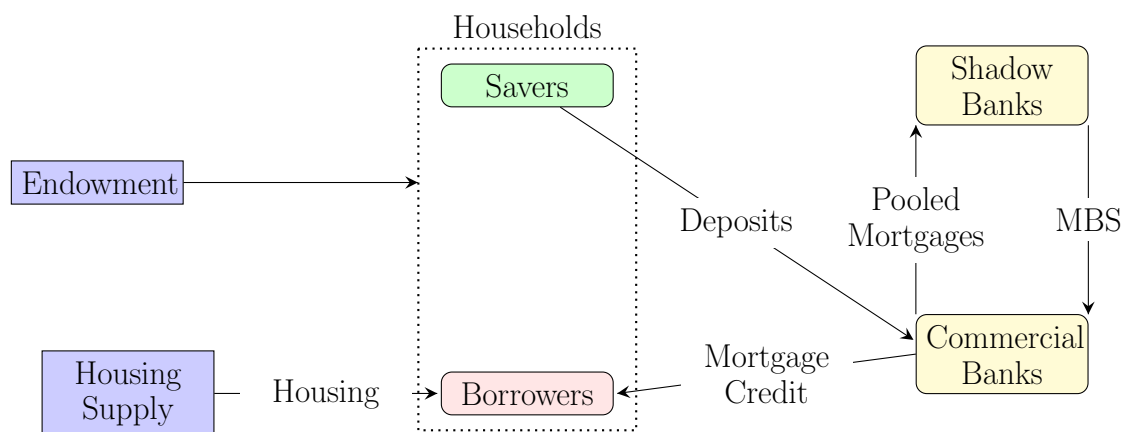 Households
Savers
Shadow
Banks
Endowment
Deposits
Pooled
Mortgages
MBS
Housing
Supply
Housing
Borrowers
Mortgage
Credit
Commercial
Banks